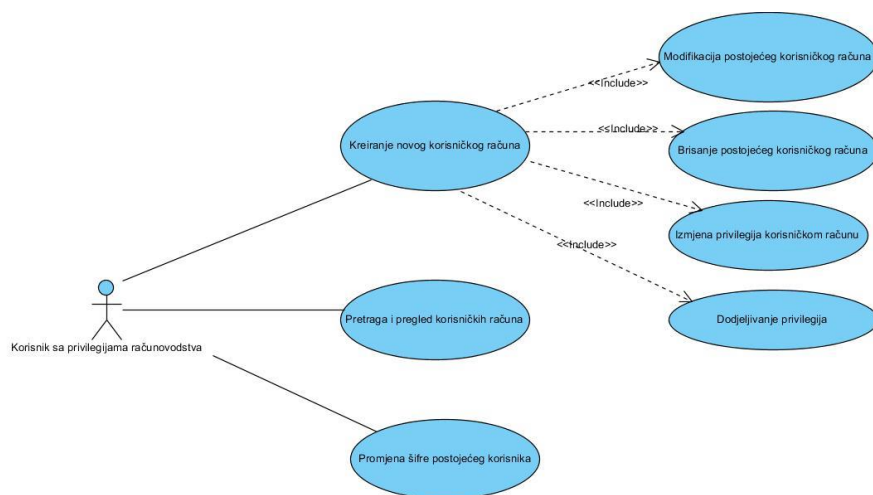 Modifikacija postojećeg korisničkog računa
<<Include>>
Kreiranje novog korisničkog računa
<<Include>>
Brisanje postojećeg korisničkog računa
<<Include>>
Izmjena privilegija korisničkom računu
<<Include>>
Dodjeljivanje privilegija
Pretraga i pregled korisničkih računa
Korisnik sa privilegijama računovodstva
Promjena šifre postojećeg korisnika